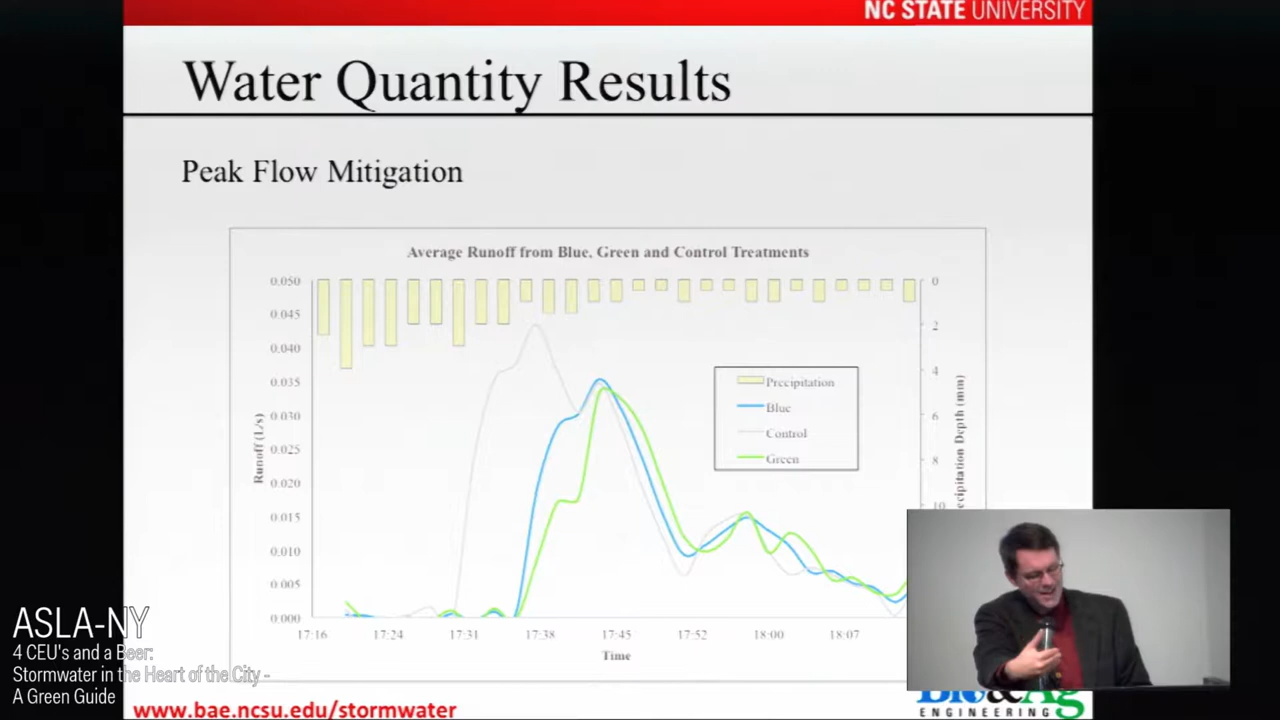 NC STATE UNIVERSITY
Water Quantity Results
Peak Flow Mitigation
Average Runoff from Blue, Green and Control Treatments
0.050
0.045
0.040
0.035
0.030
0.025
0.020
0.015
0.010
0.005
0.000
Runoff (L/s)
0
2
4
6
8
10
cipitation Depth (mm)
Precipitation
Blue
Control
Green
17:16
17:24
17:31
17:38
17:45
17:52
18:00
18:07
Time
ASLA-NY
4 CEU's and a Beer:
Stormwater in the Heart of the City -
A Green Guide
www.bae.ncsu.edu/stormwater
Bio&Ag
ENGINEERING